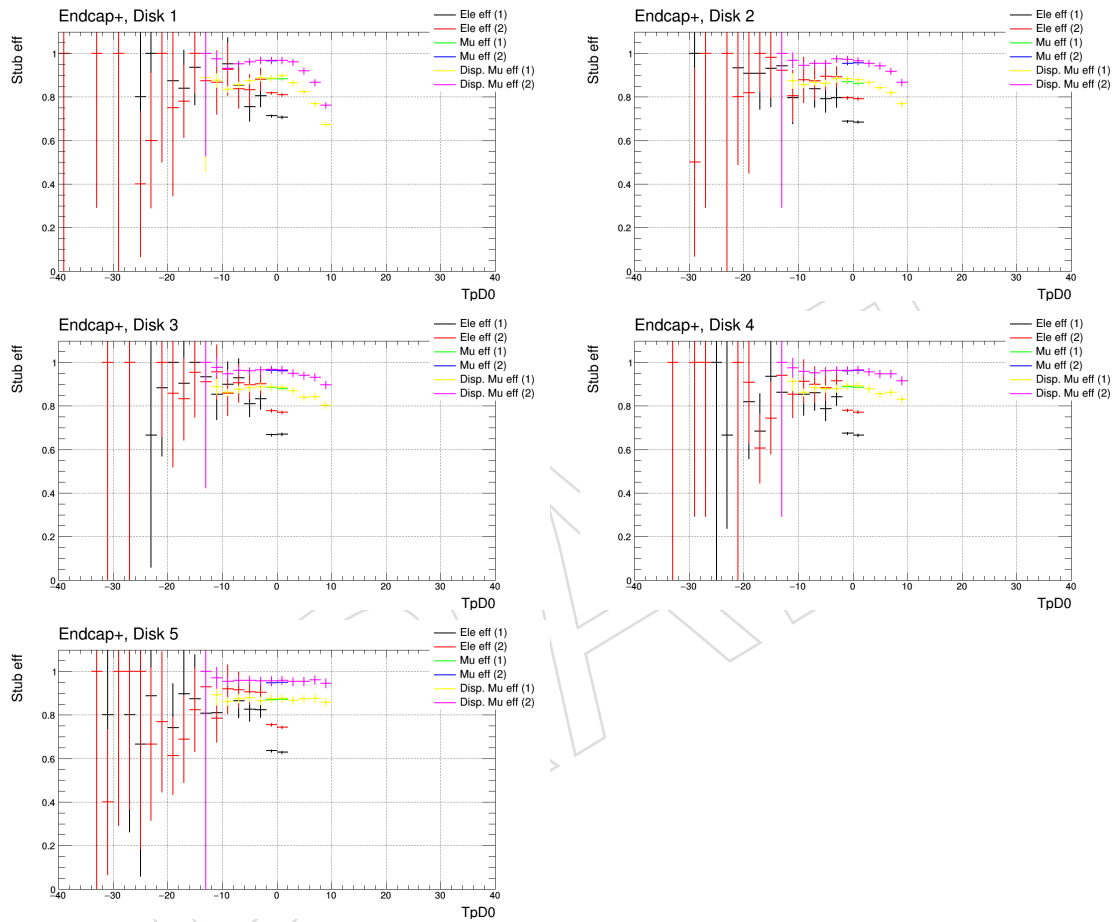 Endcap+, Disk 1
Stub eff
1
0.8
0.6
0.4
0.2
0
−40 −30 −20 −10 0 10 20 30 40
TpD0
Ele eff (1)
Ele eff (2)
Mu eff (1)
Mu eff (2)
Disp. Mu eff (1)
Disp. Mu eff (2)
Endcap+, Disk 2
Stub eff
1
0.8
0.6
0.4
0.2
0
−40 −30 −20 −10 0 10 20 30 40
TpD0
Ele eff (1)
Ele eff (2)
Mu eff (1)
Mu eff (2)
Disp. Mu eff (1)
Disp. Mu eff (2)
Endcap+, Disk 3
Stub eff
1
0.8
0.6
0.4
0.2
0
−40 −30 −20 −10 0 10 20 30 40
TpD0
Ele eff (1)
Ele eff (2)
Mu eff (1)
Mu eff (2)
Disp. Mu eff (1)
Disp. Mu eff (2)
Endcap+, Disk 4
Stub eff
1
0.8
0.6
0.4
0.2
0
−40 −30 −20 −10 0 10 20 30 40
TpD0
Ele eff (1)
Ele eff (2)
Mu eff (1)
Mu eff (2)
Disp. Mu eff (1)
Disp. Mu eff (2)
Endcap+, Disk 5
Stub eff
1
0.8
0.6
0.4
0.2
0
−40 −30 −20 −10 0 10 20 30 40
TpD0
Ele eff (1)
Ele eff (2)
Mu eff (1)
Mu eff (2)
Disp. Mu eff (1)
Disp. Mu eff (2)